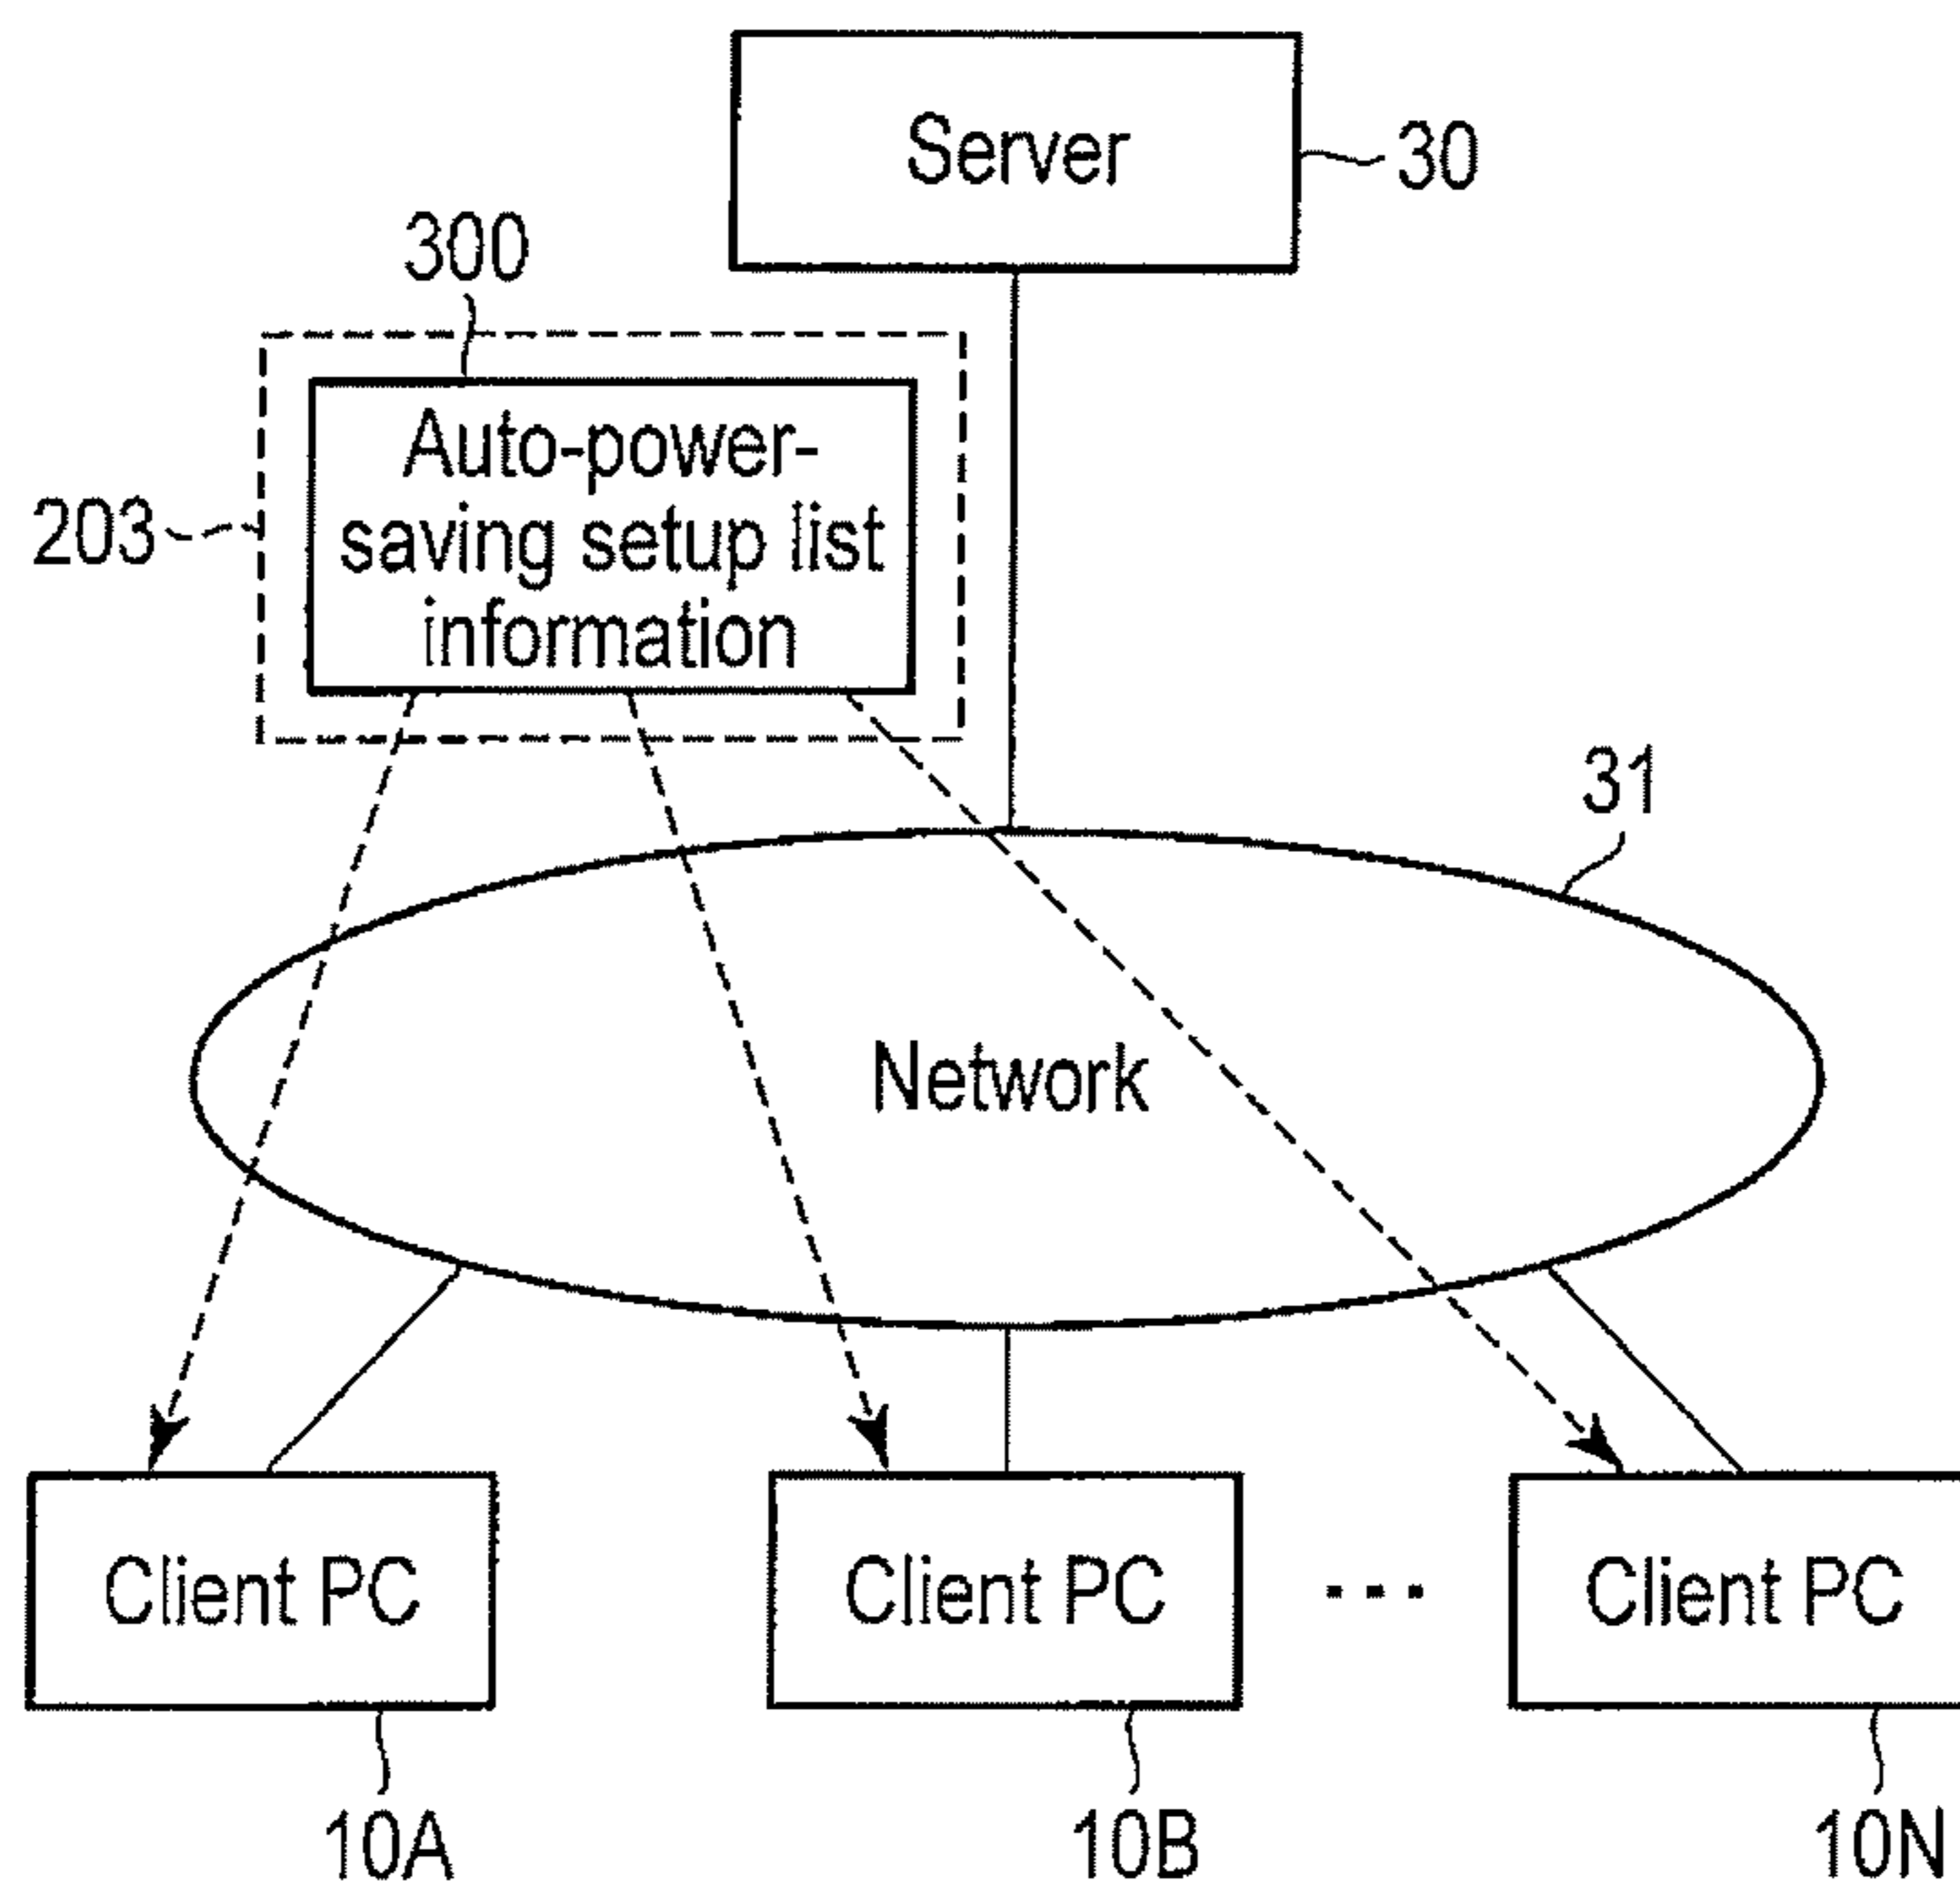 Server
30
300
Auto-power-
saving setup list
information
203
31
Network
Client PC
Client PC
Client PC
10A
10B
10N